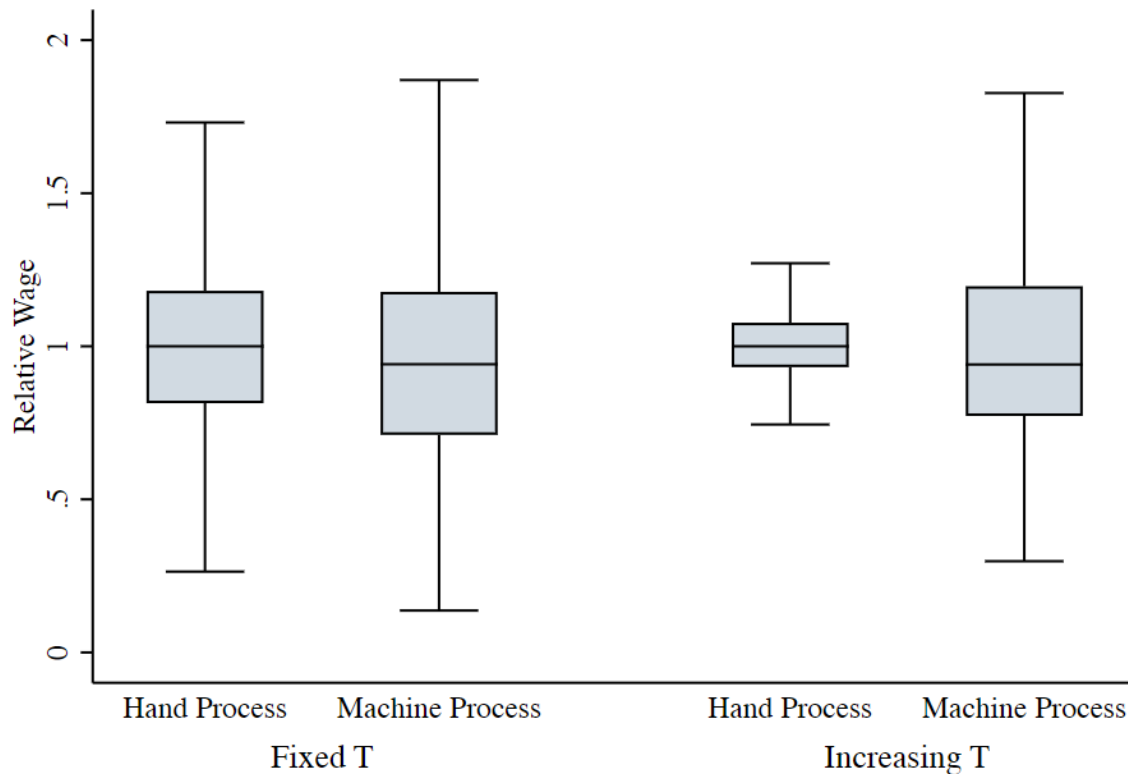 2
1.5
1
.5
0
Relative Wage
Hand Process
Machine Process
Hand Process
Machine Process
Fixed T
Increasing T